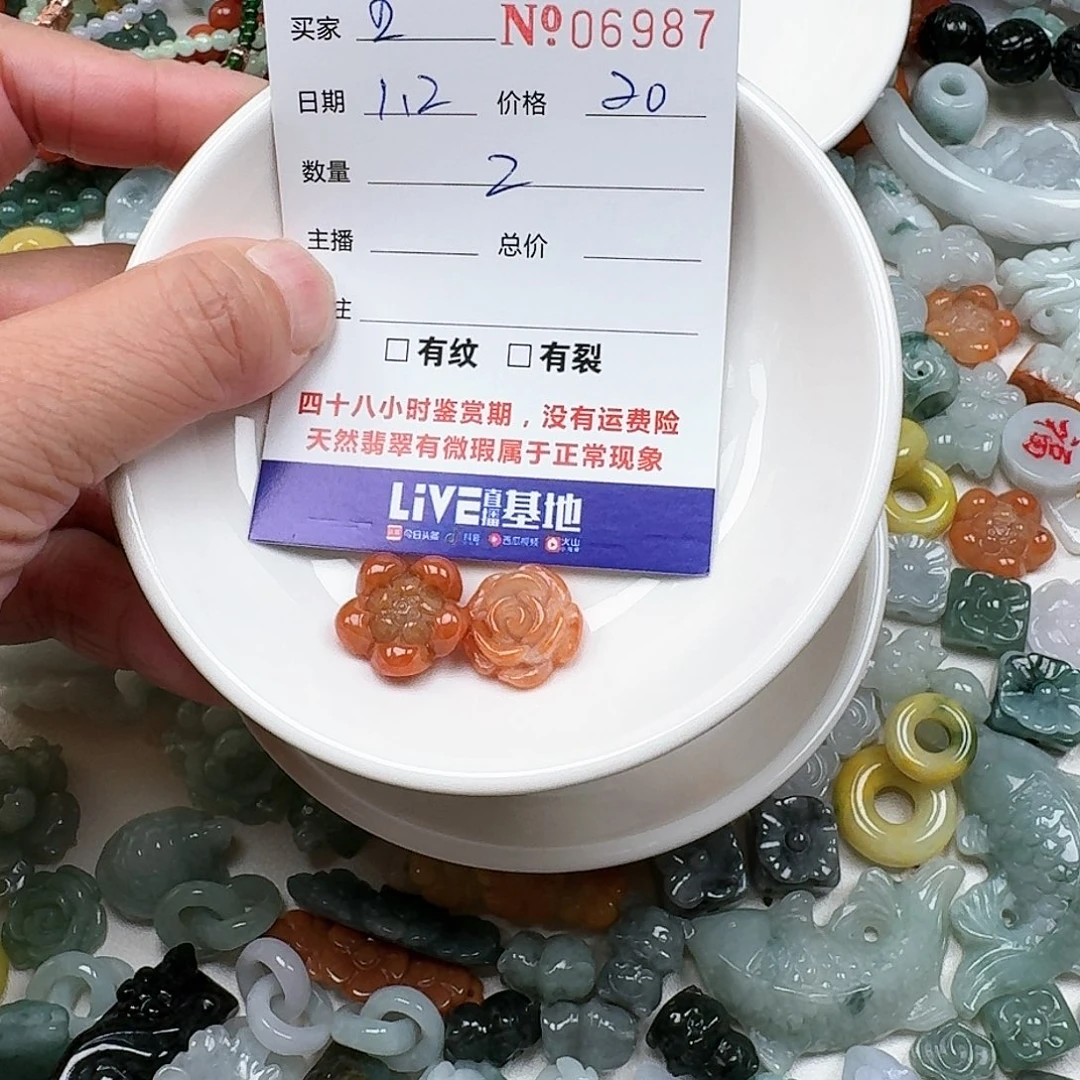 买家 2 Nº06987
日期 1.2 价格 20
数量 2
主播 总价
注
□ 有纹 □ 有裂
四十八小时鉴赏期，没有运费险
天然翡翠有微瑕属于正常现象
LiVE直播基地
今日头条 抖音 西瓜视频 火山
福